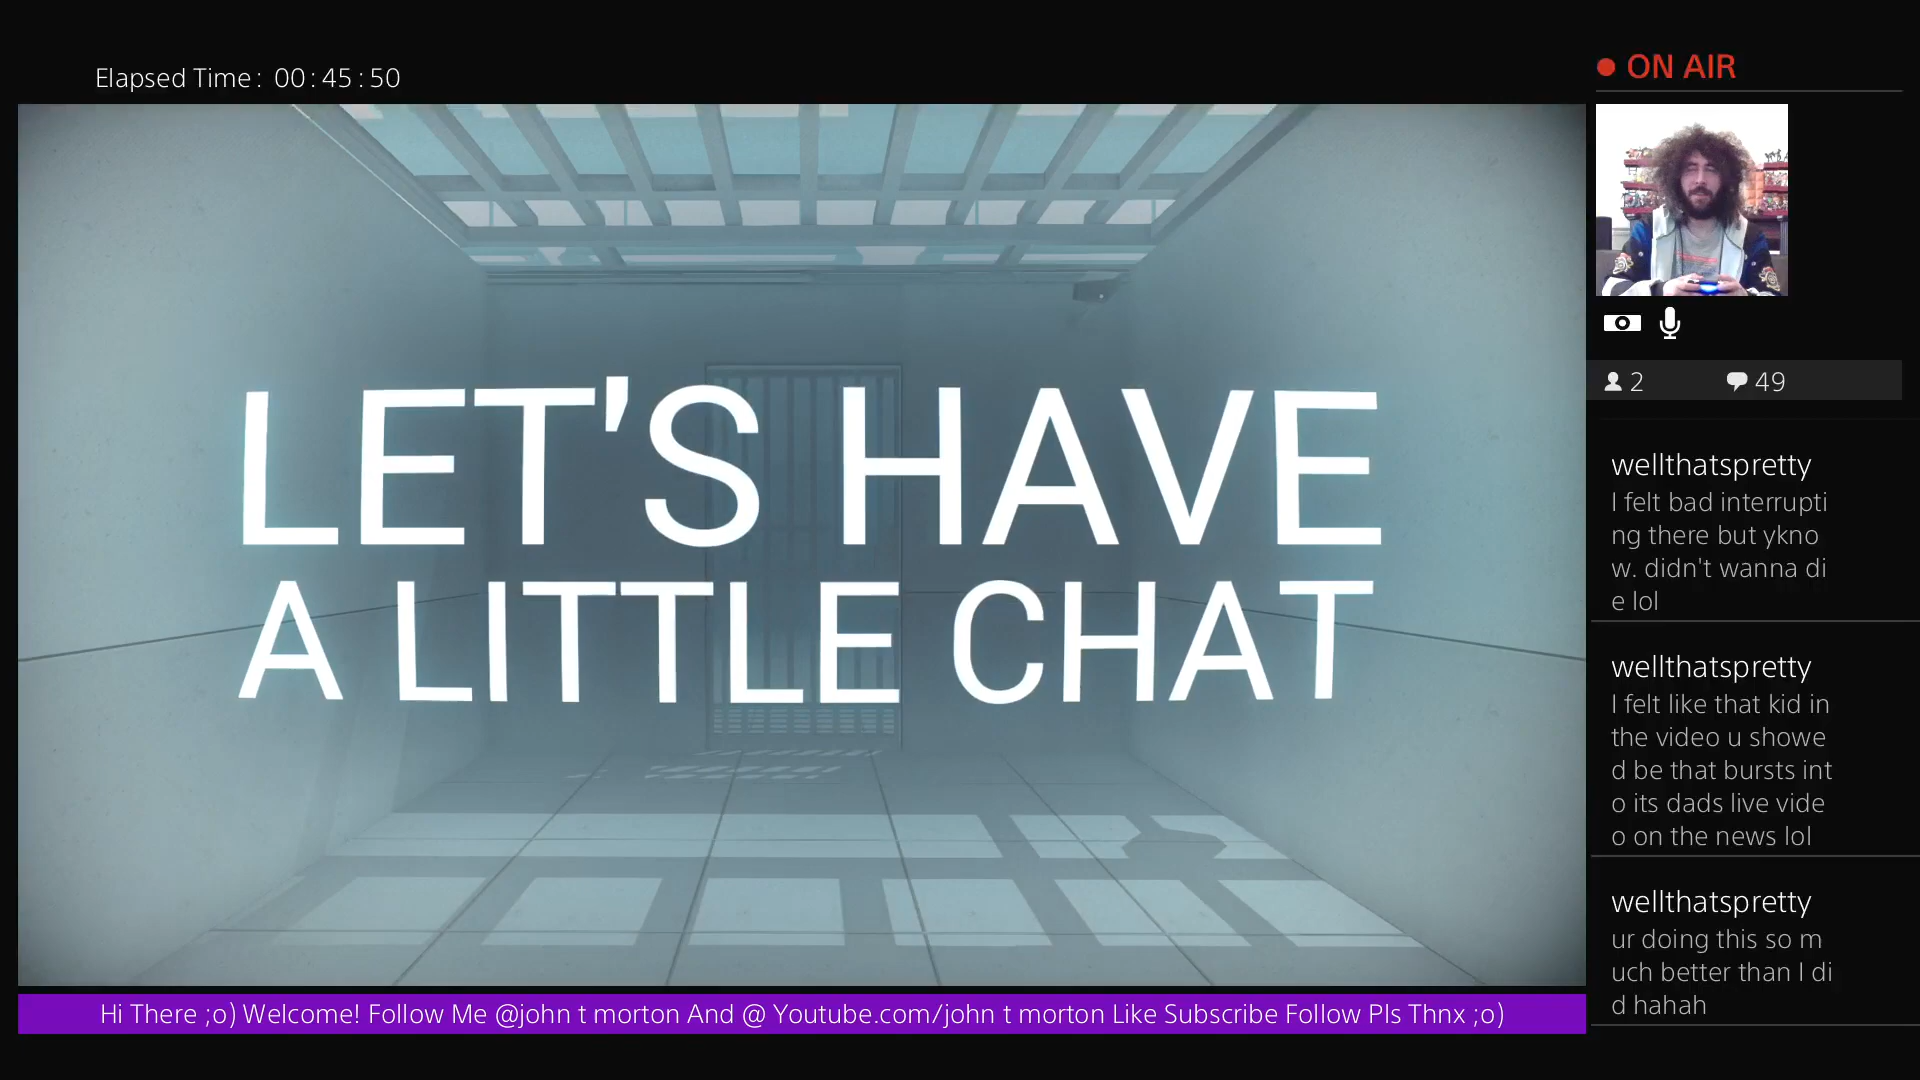 Elapsed Time: 00:45:50
ON AIR
LET'S HAVE
A LITTLE CHAT
2 49
wellthatspretty
I felt bad interrupti
ng there but ykno
w. didn't wanna di
e lol
wellthatspretty
I felt like that kid in
the video u showe
d be that bursts int
o its dads live vide
o on the news lol
wellthatspretty
ur doing this so m
uch better than I di
d hahah
Hi There ;o) Welcome! Follow Me @john t morton And @ Youtube.com/john t morton Like Subscribe Follow Pls Thnx ;o)